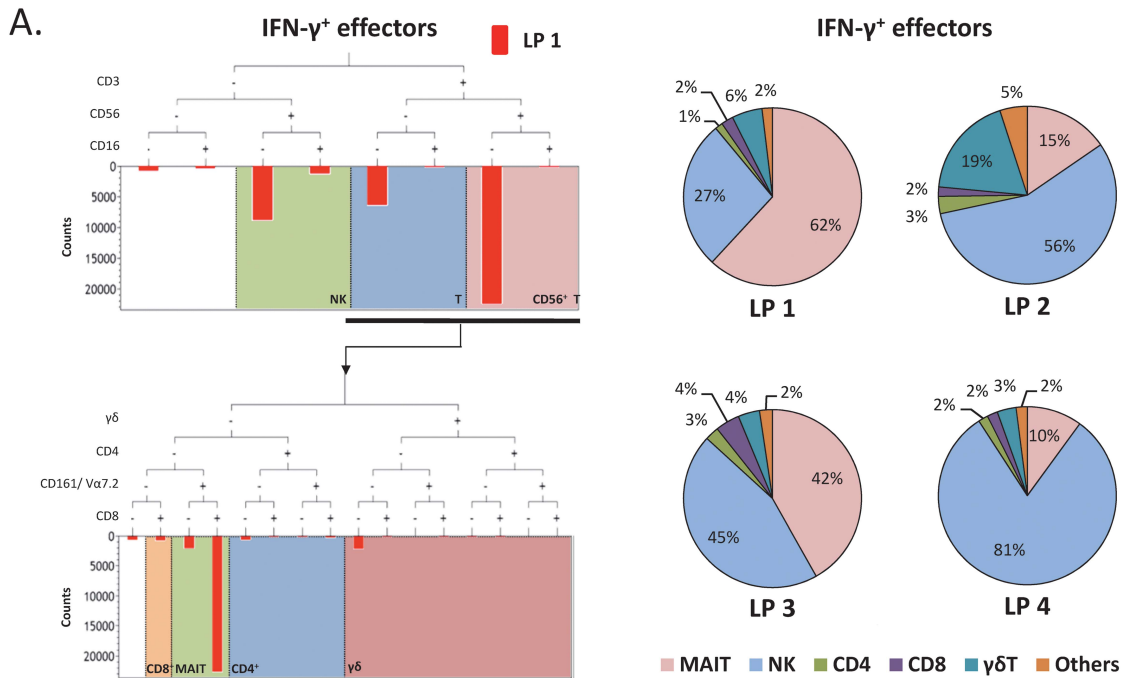 A.
IFN-γ⁺ effectors
LP 1
CD3
- +
CD56
- + - +
CD16
- + - + - + - +
0
5000
10000
15000
20000
Counts
NK
T
CD56⁺ T
γδ
- +
CD4
- + - +
CD161/ Vα7.2
- + - + - + - +
CD8
- + - + - + - + - + - + - + - +
0
5000
10000
15000
20000
Counts
CD8⁺
MAIT
CD4⁺
γδ
IFN-γ⁺ effectors
2%
6%
2%
1%
27%
62%
LP 1
5%
15%
19%
2%
3%
56%
LP 2
4%
4%
2%
3%
42%
45%
LP 3
2%
3%
2%
2%
10%
81%
LP 4
MAIT
NK
CD4
CD8
γδT
Others